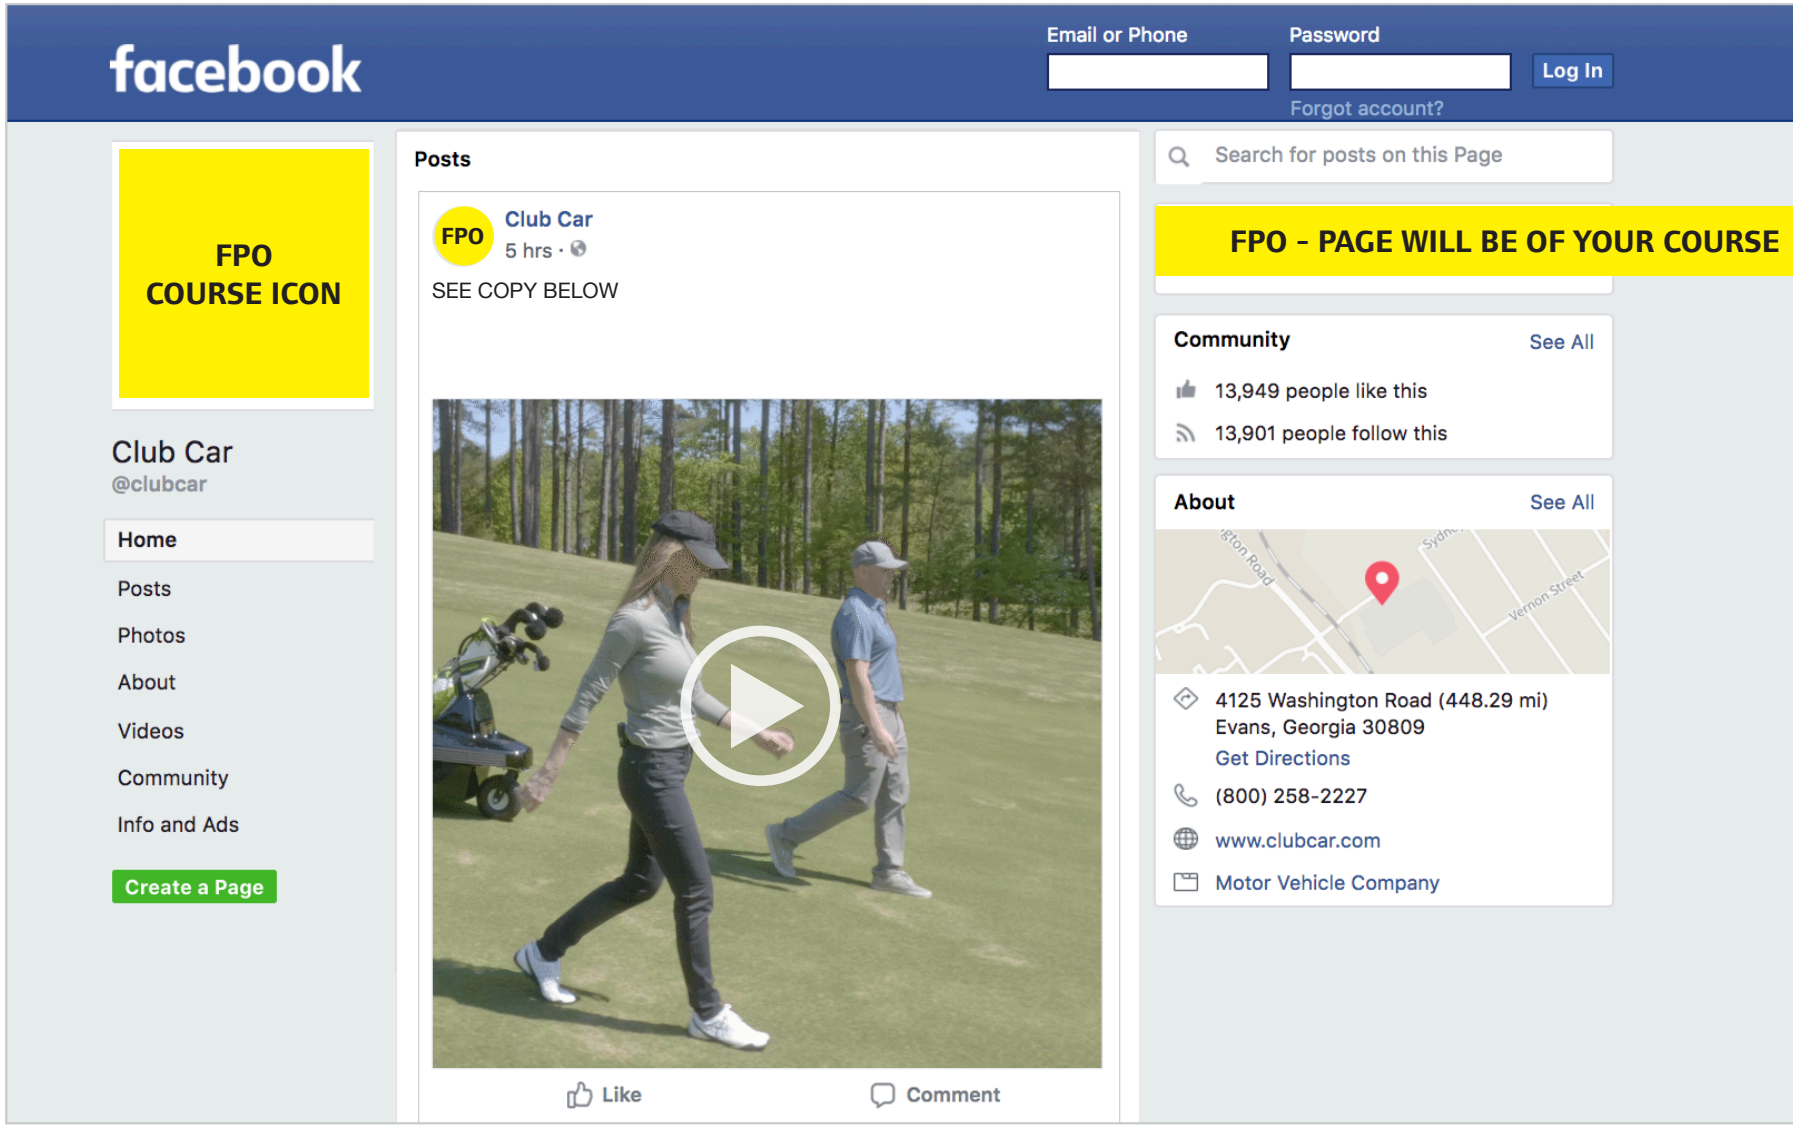 facebook
Email or Phone
Password
Log In
Forgot account?
FPO
COURSE ICON
Club Car
@clubcar
Home
Posts
Photos
About
Videos
Community
Info and Ads
Create a Page
Posts
FPO
Club Car
5 hrs ·
SEE COPY BELOW
Like
Comment
Search for posts on this Page
FPO - PAGE WILL BE OF YOUR COURSE
Community
See All
13,949 people like this
13,901 people follow this
About
See All
gton Road
Sydne
Vernon Street
4125 Washington Road (448.29 mi)
Evans, Georgia 30809
Get Directions
(800) 258-2227
www.clubcar.com
Motor Vehicle Company